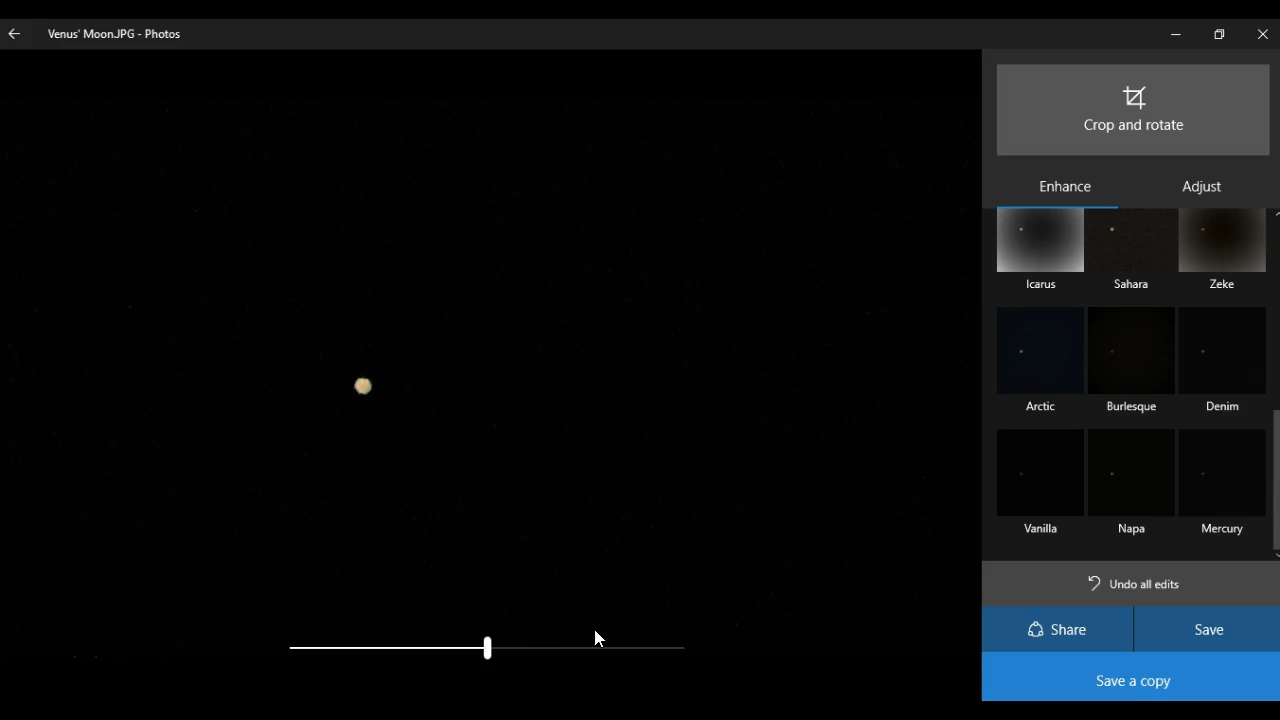 Venus' Moon.JPG - Photos
Crop and rotate
Enhance Adjust
Icarus Sahara Zeke
Arctic Burlesque Denim
Vanilla Napa Mercury
Undo all edits
Share Save
Save a copy